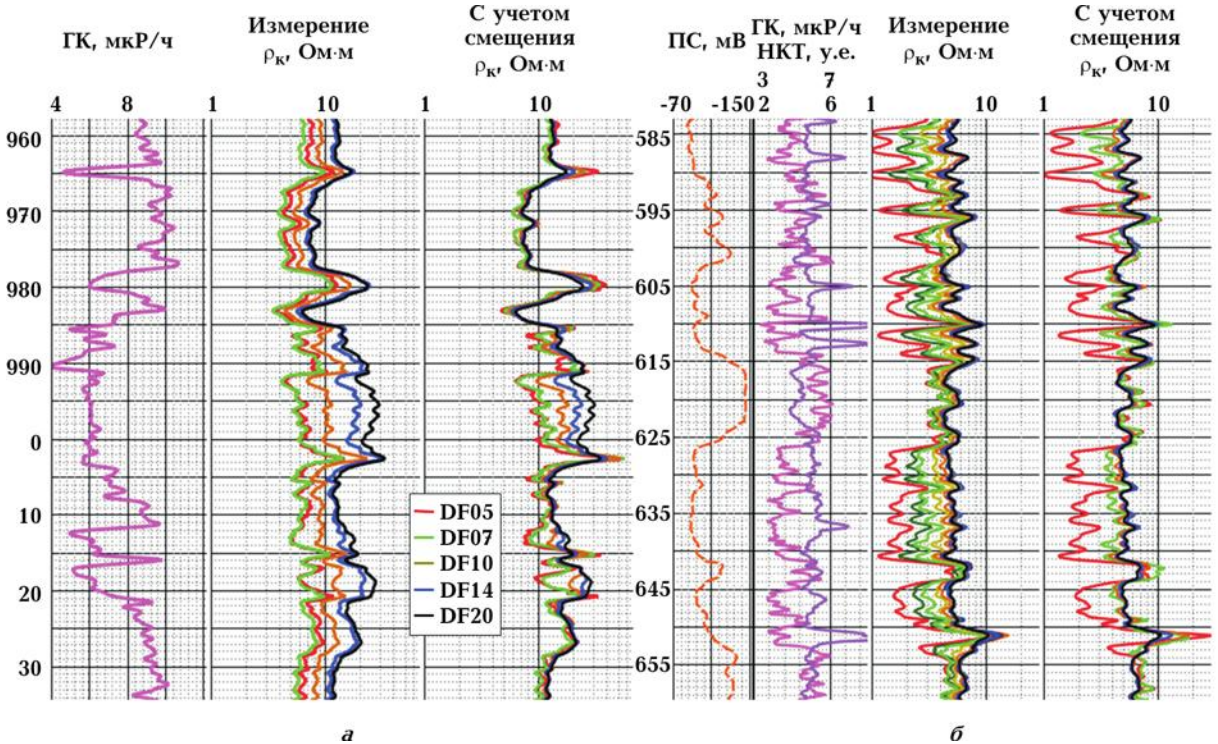 ГК, мкР/ч
4 8
Измерение
ρк, Ом·м
1 10
С учетом
смещения
ρк, Ом·м
1 10
960
970
980
990
0
10
20
30
DF05
DF07
DF10
DF14
DF20
а
ПС, мВ
-70 -150
ГК, мкР/ч
НКТ, у.е.
3 7
2 6
Измерение
ρк, Ом·м
1 10
С учетом
смещения
ρк, Ом·м
1 10
585
595
605
615
625
635
645
655
б